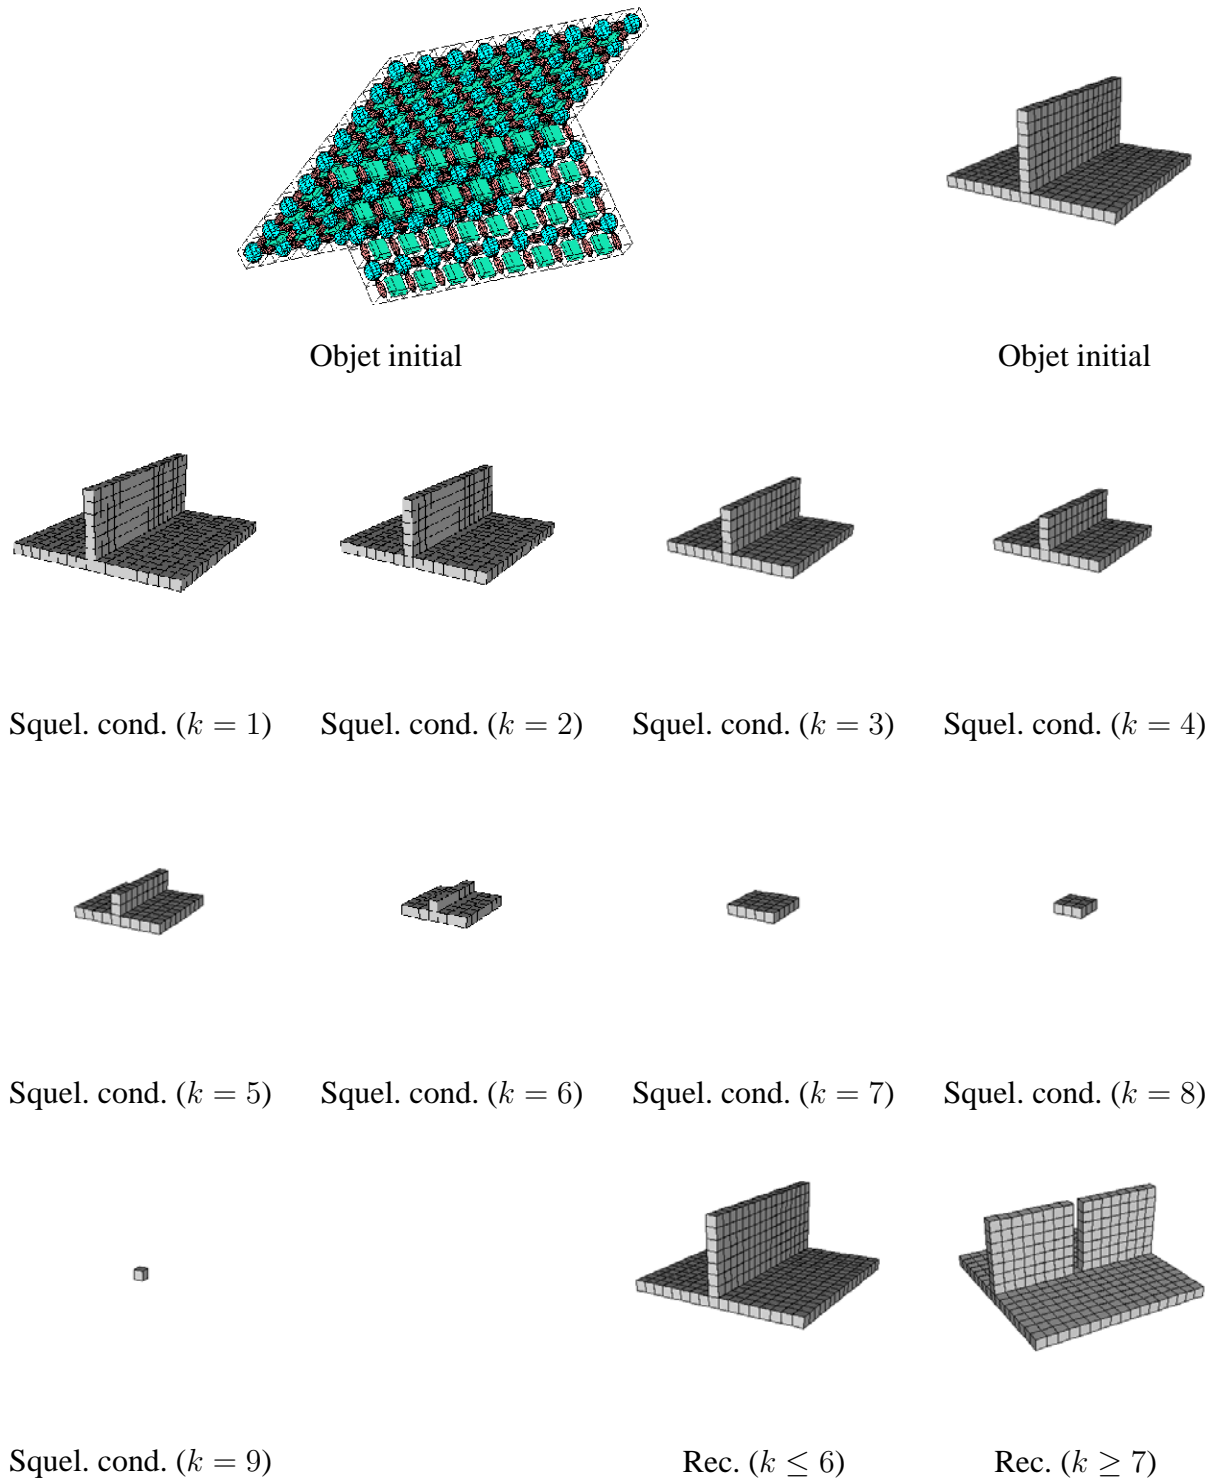 Objet initial Objet initial
Squel. cond. (k = 1) Squel. cond. (k = 2) Squel. cond. (k = 3) Squel. cond. (k = 4)
Squel. cond. (k = 5) Squel. cond. (k = 6) Squel. cond. (k = 7) Squel. cond. (k = 8)
Squel. cond. (k = 9) Rec. (k ≤ 6) Rec. (k ≥ 7)